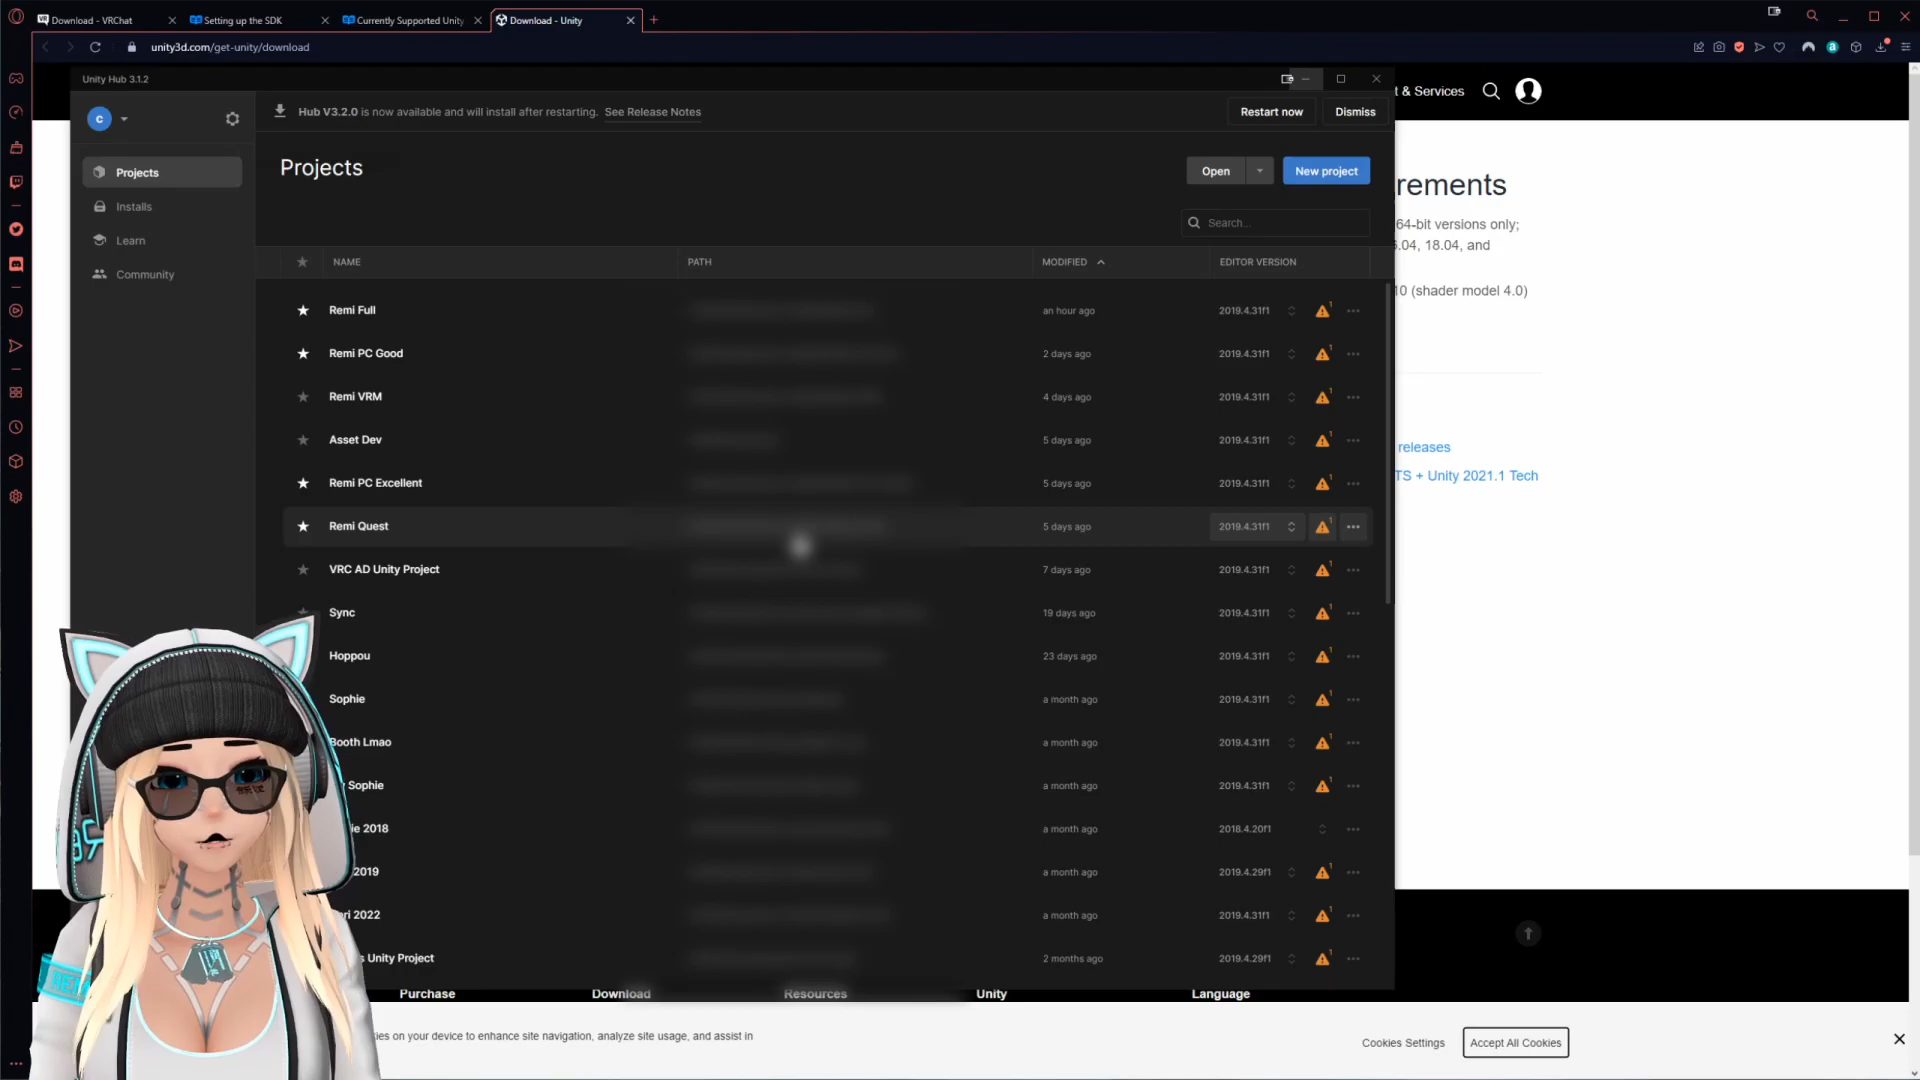 Download - VRChat
Setting up the SDK
Currently Supported Unity
Download - Unity
unity3d.com/get-unity/download
Unity Hub 3.1.2
t & Services
C
Hub V3.2.0 is now available and will install after restarting. See Release Notes
Restart now
Dismiss
Projects
Installs
Learn
Community
Projects
Open
New project
Search...
rements
64-bit versions only;
.04, 18.04, and
10 (shader model 4.0)
releases
TS + Unity 2021.1 Tech
NAME PATH MODIFIED EDITOR VERSION
Remi Full an hour ago 2019.4.31f1
Remi PC Good 2 days ago 2019.4.31f1
Remi VRM 4 days ago 2019.4.31f1
Asset Dev 5 days ago 2019.4.31f1
Remi PC Excellent 5 days ago 2019.4.31f1
Remi Quest 5 days ago 2019.4.31f1
VRC AD Unity Project 7 days ago 2019.4.31f1
Sync 19 days ago 2019.4.31f1
Hoppou 23 days ago 2019.4.31f1
Sophie a month ago 2019.4.31f1
Booth Lmao a month ago 2019.4.31f1
Sophie a month ago 2019.4.31f1
ie 2018 a month ago 2018.4.20f1
2019 a month ago 2019.4.29f1
ri 2022 a month ago 2019.4.31f1
s Unity Project 2 months ago 2019.4.29f1
Purchase Download Resources Unity Language
ies on your device to enhance site navigation, analyze site usage, and assist in
Cookies Settings
Accept All Cookies